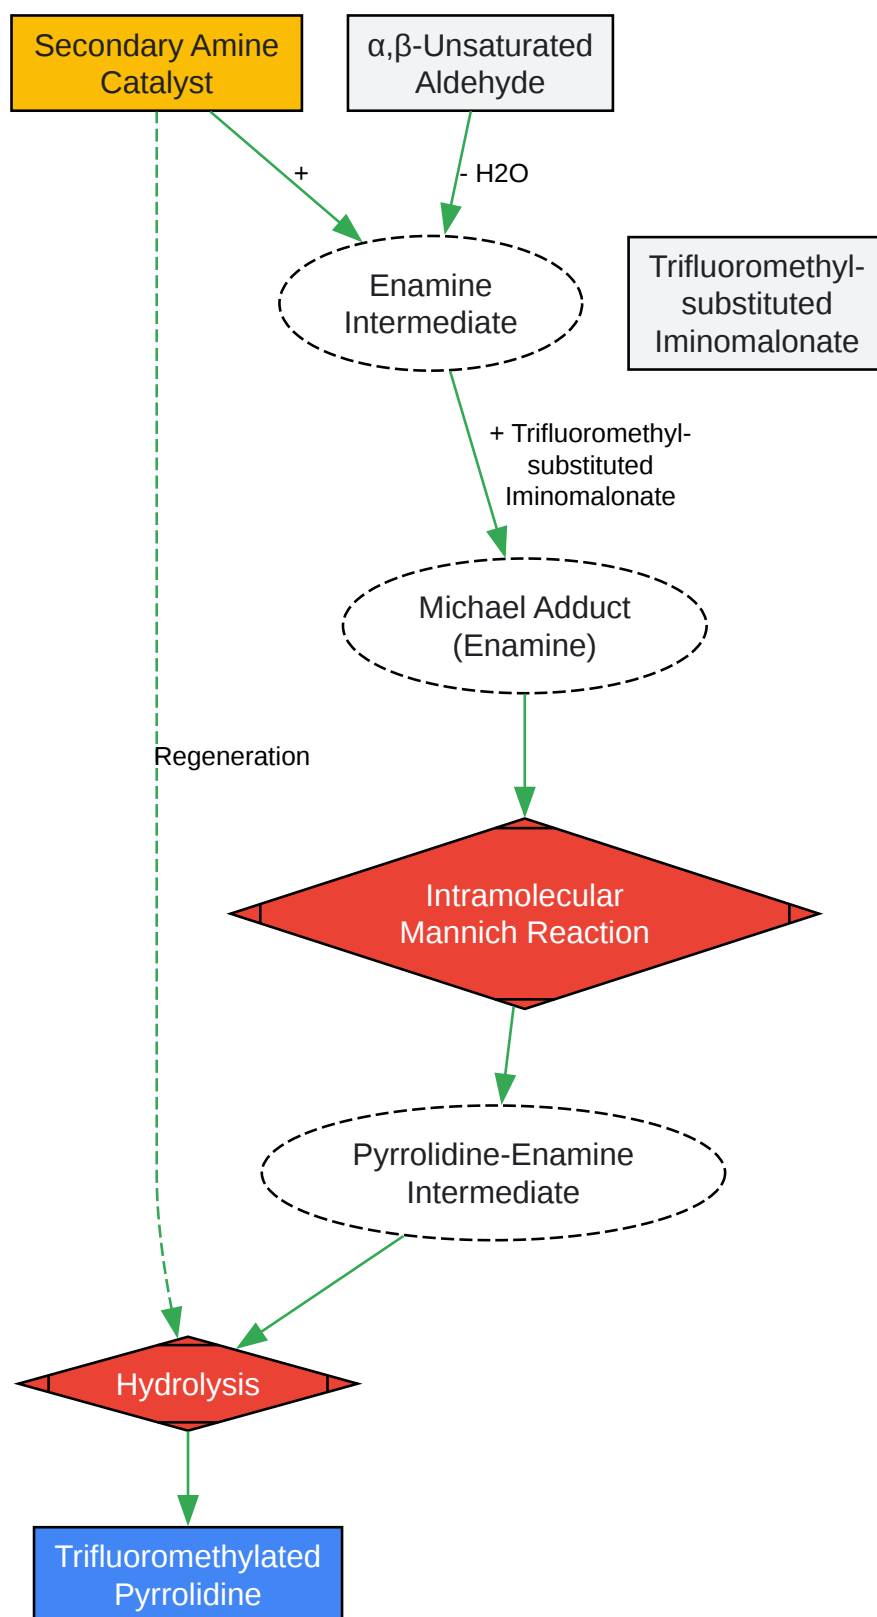 Secondary Amine
Catalyst
α,β-Unsaturated
Aldehyde
+
- H2O
Enamine
Intermediate
Trifluoromethyl-
substituted
Iminomalonate
+ Trifluoromethyl-
substituted
Iminomalonate
Michael Adduct
(Enamine)
Regeneration
Intramolecular
Mannich Reaction
Pyrrolidine-Enamine
Intermediate
Hydrolysis
Trifluoromethylated
Pyrrolidine